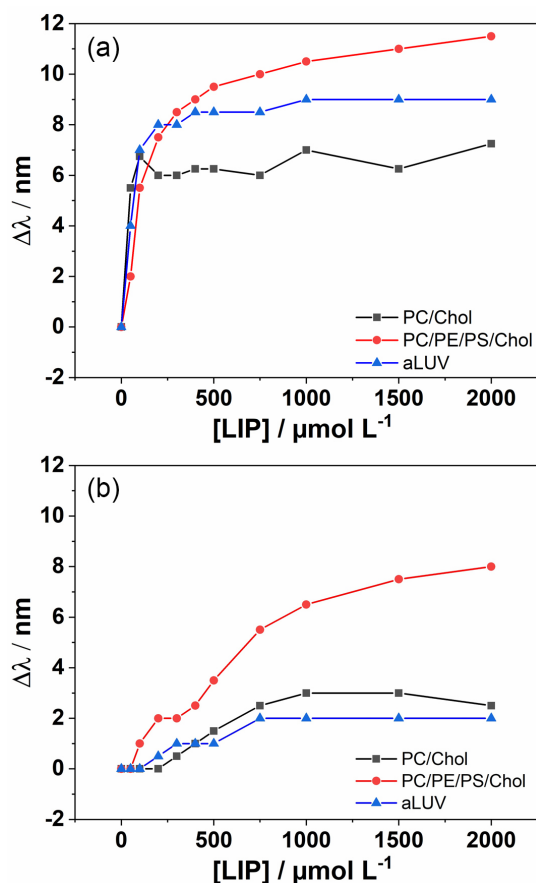 (a)
12
10
8
6
4
2
0
-2
Δλ / nm
PC/Chol
PC/PE/PS/Chol
aLUV
0 500 1000 1500 2000
[LIP] / µmol L⁻¹
(b)
12
10
8
6
4
2
0
-2
Δλ / nm
PC/Chol
PC/PE/PS/Chol
aLUV
0 500 1000 1500 2000
[LIP] / µmol L⁻¹